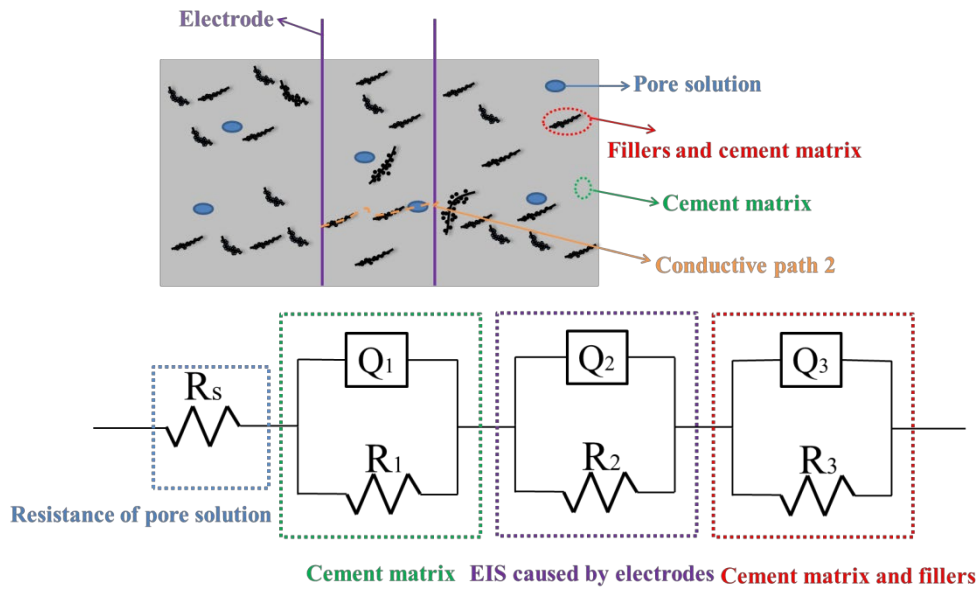 Electrode
Pore solution
Fillers and cement matrix
Cement matrix
Conductive path 2
Rs
Q1
R1
Q2
R2
Q3
R3
Resistance of pore solution
Cement matrix
EIS caused by electrodes
Cement matrix and fillers